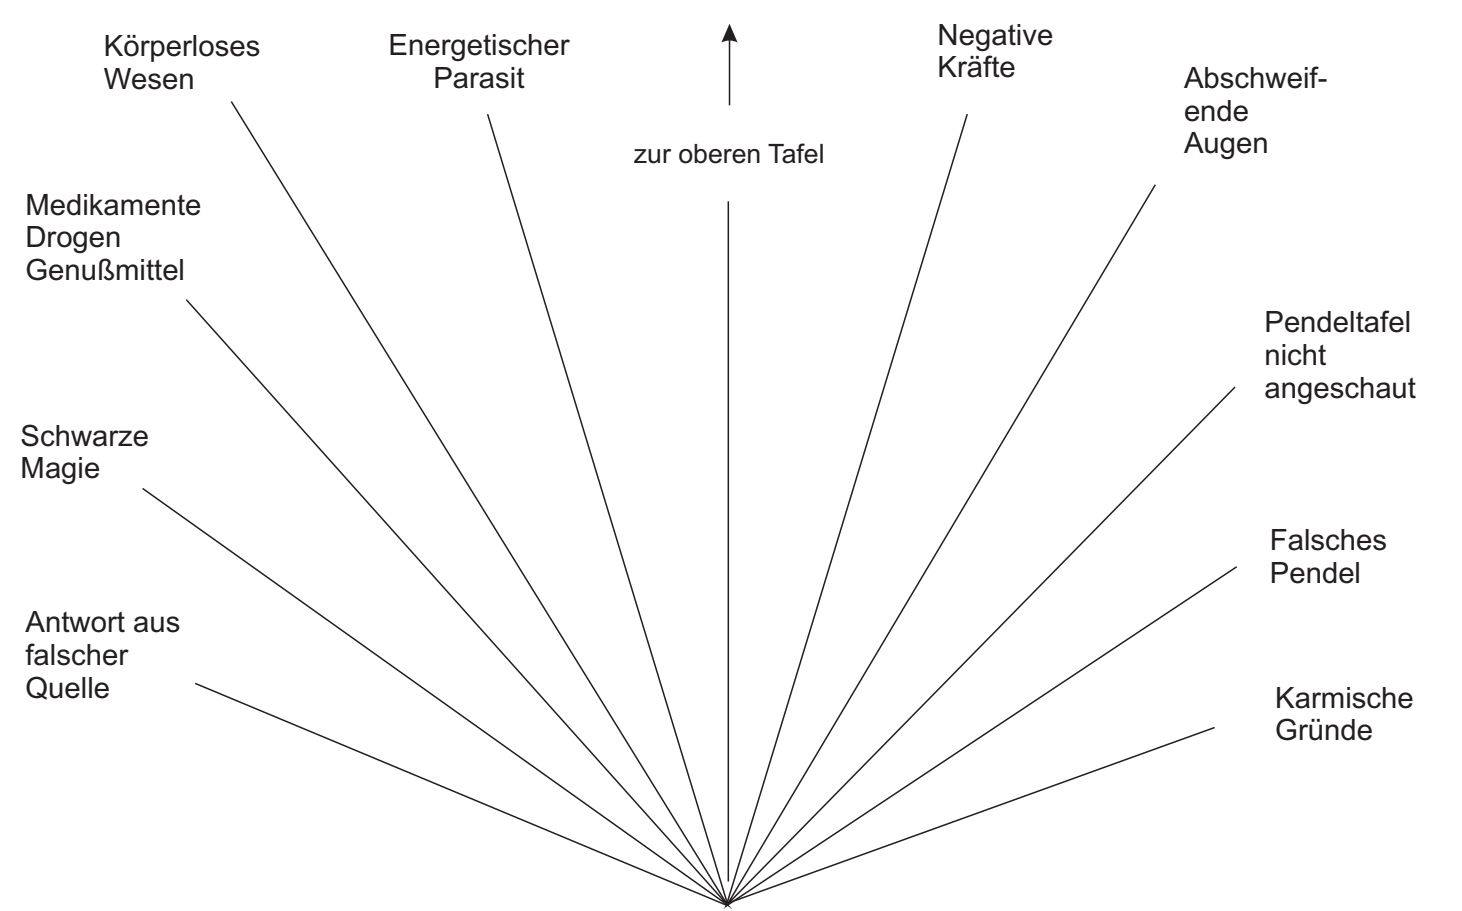 Körperloses
Wesen
Energetischer
Parasit
zur oberen Tafel
Negative
Kräfte
Abschweif-
ende
Augen
Medikamente
Drogen
Genußmittel
Pendeltafel
nicht
angeschaut
Schwarze
Magie
Falsches
Pendel
Antwort aus
falscher
Quelle
Karmische
Gründe